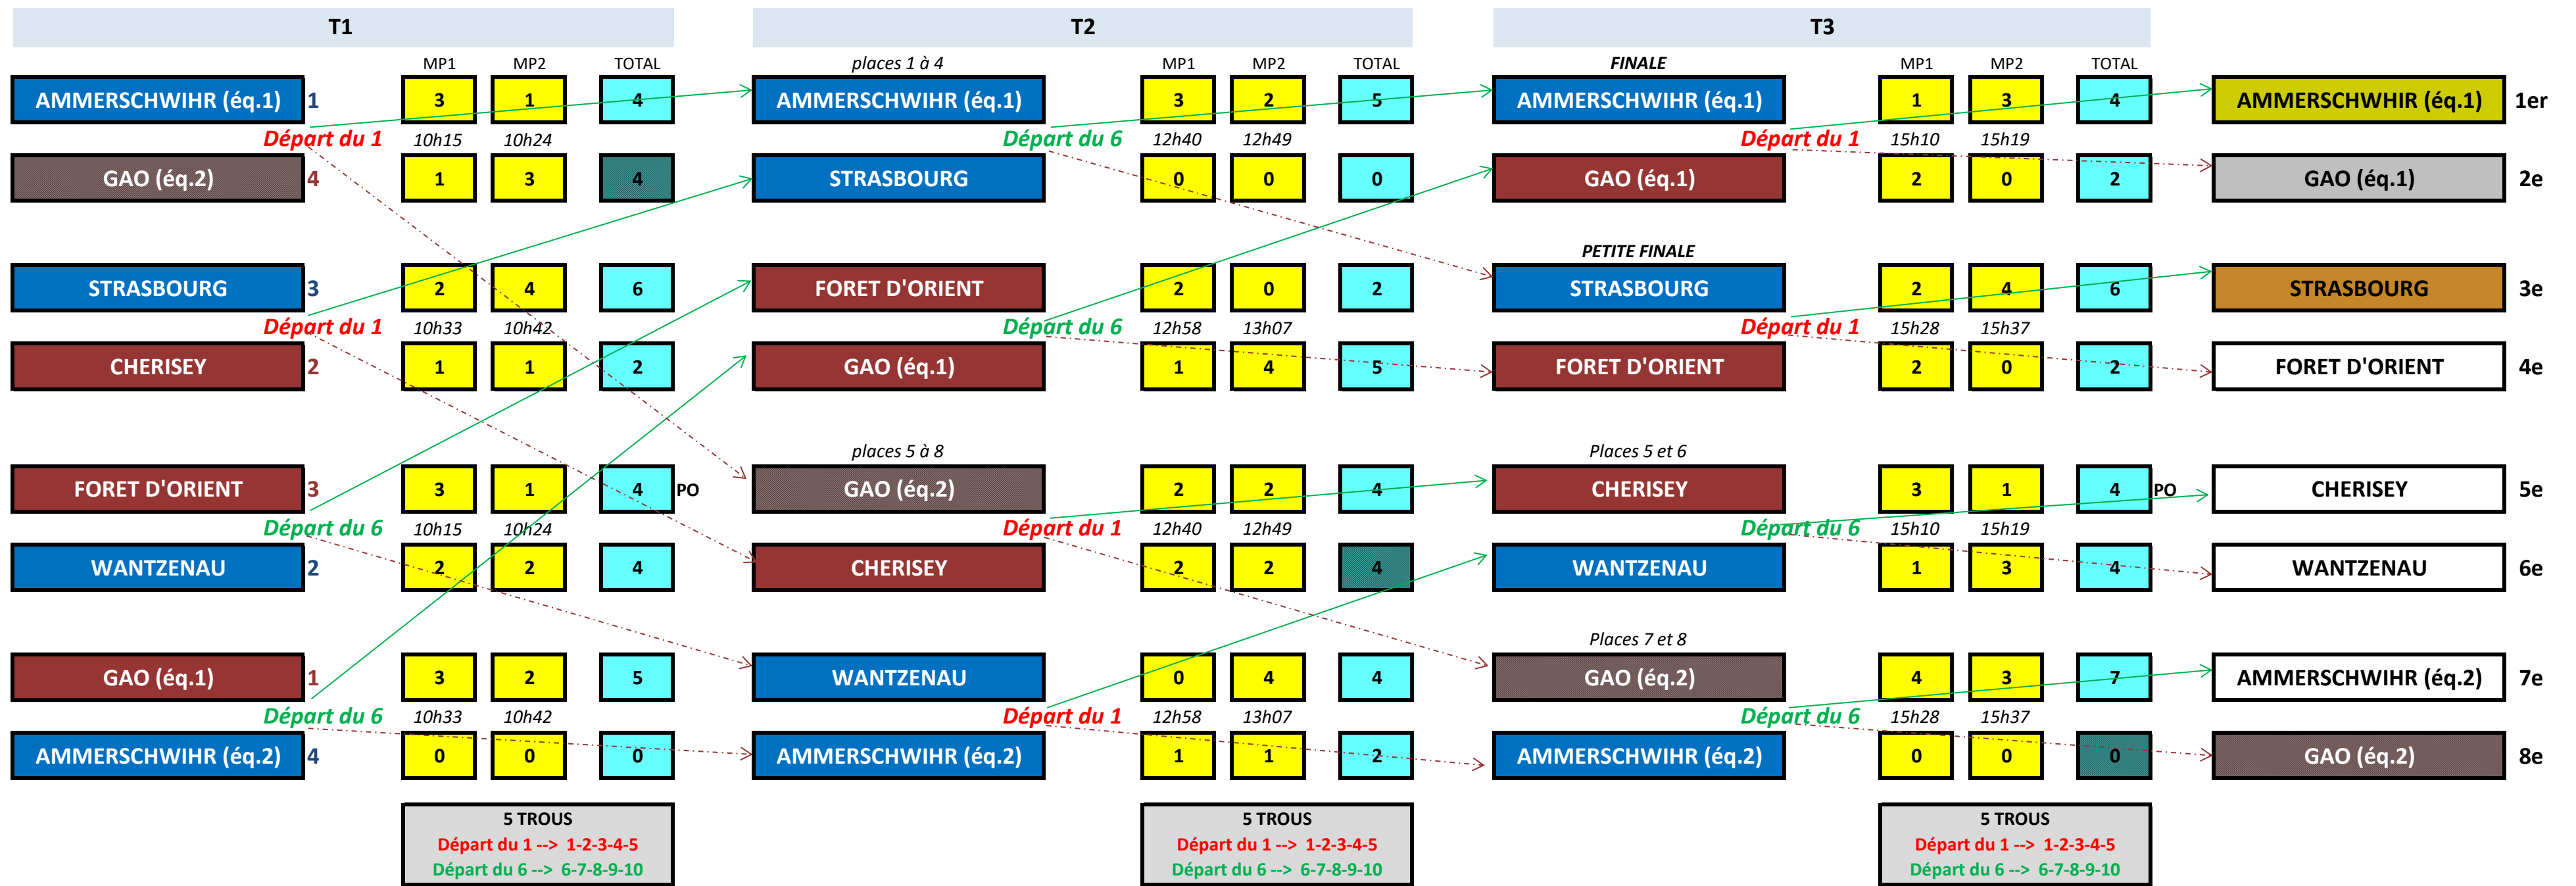 T1 T2 T3
MP1 MP2 TOTAL places 1 à 4 MP1 MP2 TOTAL FINALE MP1 MP2 TOTAL
AMMERSCHWIHR (éq.1) 1 3 1 4 AMMERSCHWIHR (éq.1) 3 2 5 AMMERSCHWIHR (éq.1) 1 3 4 AMMERSCHWHIR (éq.1) 1er
Départ du 1 10h15 10h24 Départ du 6 12h40 12h49 Départ du 1 15h10 15h19
GAO (éq.2) 4 1 3 4 STRASBOURG 0 0 0 GAO (éq.1) 2 0 2 GAO (éq.1) 2e
PETITE FINALE
STRASBOURG 3 2 4 6 FORET D'ORIENT 2 0 2 STRASBOURG 2 4 6 STRASBOURG 3e
Départ du 1 10h33 10h42 Départ du 6 12h58 13h07 Départ du 1 15h28 15h37
CHERISEY 2 1 1 2 GAO (éq.1) 1 4 5 FORET D'ORIENT 2 0 2 FORET D'ORIENT 4e
places 5 à 8 Places 5 et 6
FORET D'ORIENT 3 3 1 4 PO GAO (éq.2) 2 2 4 CHERISEY 3 1 4 PO CHERISEY 5e
Départ du 6 10h15 10h24 Départ du 1 12h40 12h49 Départ du 6 15h10 15h19
WANTZENAU 2 2 2 4 CHERISEY 2 2 4 WANTZENAU 1 3 4 WANTZENAU 6e
Places 7 et 8
GAO (éq.1) 1 3 2 5 WANTZENAU 0 4 4 GAO (éq.2) 4 3 7 AMMERSCHWIHR (éq.2) 7e
Départ du 6 10h33 10h42 Départ du 1 12h58 13h07 Départ du 6 15h28 15h37
AMMERSCHWIHR (éq.2) 4 0 0 0 AMMERSCHWIHR (éq.2) 1 1 2 AMMERSCHWIHR (éq.2) 0 0 0 GAO (éq.2) 8e
5 TROUS 5 TROUS 5 TROUS
Départ du 1 --> 1-2-3-4-5 Départ du 1 --> 1-2-3-4-5 Départ du 1 --> 1-2-3-4-5
Départ du 6 --> 6-7-8-9-10 Départ du 6 --> 6-7-8-9-10 Départ du 6 --> 6-7-8-9-10